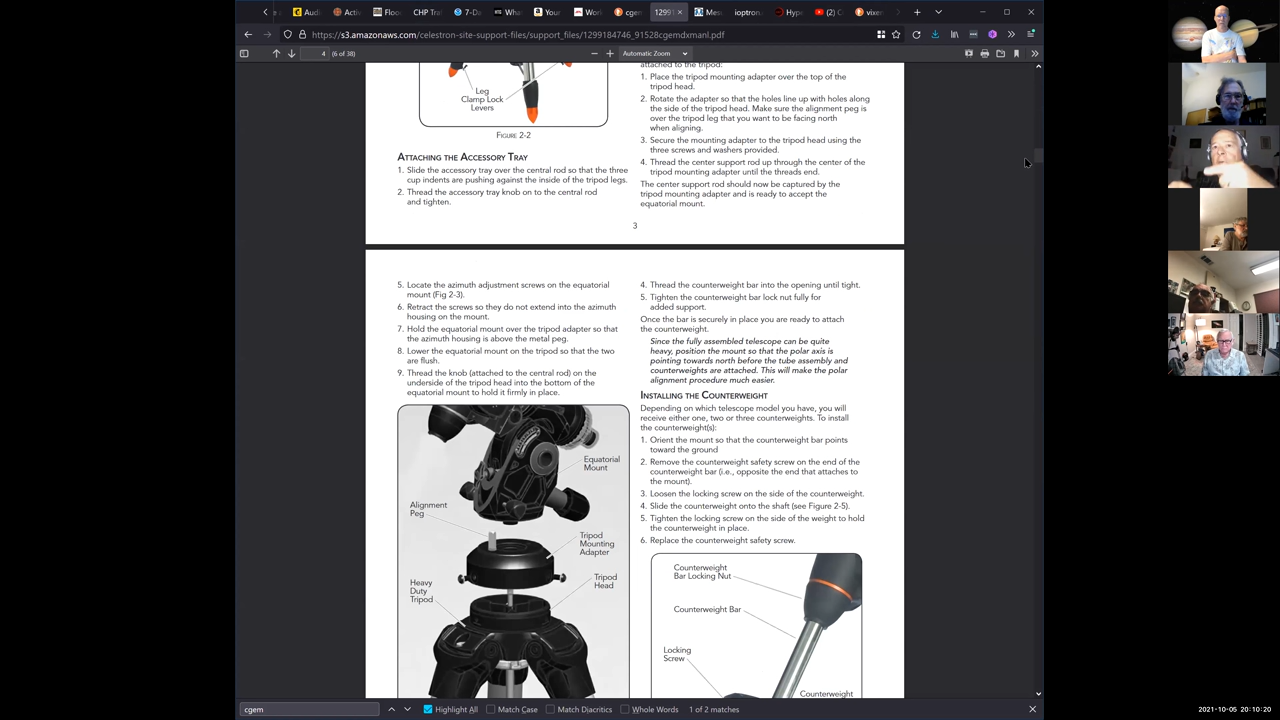 Audi
Activ
Floo
CHP Traf
7-Da
Wha
Your
Work
cgem
12991
Mess
ioptron.
Hype
(2) C
vixen
https://s3.amazonaws.com/celestron-site-support-files/support_files/1299184746_91528cgemdxmanl.pdf
4 (6 of 38)
Automatic Zoom
Leg
Clamp Lock
Levers
FIGURE 2-2
ATTACHING THE ACCESSORY TRAY
1. Slide the accessory tray over the central rod so that the three
cup indents are pushing against the inside of the tripod legs.
2. Thread the accessory tray knob on to the central rod
and tighten.
attached to the tripod:
1. Place the tripod mounting adapter over the top of the
tripod head.
2. Rotate the adapter so that the holes line up with holes along
the side of the tripod head. Make sure the alignment peg is
over the tripod leg that you want to be facing north
when aligning.
3. Secure the mounting adapter to the tripod head using the
three screws and washers provided.
4. Thread the center support rod up through the center of the
tripod mounting adapter until the threads end.
The center support rod should now be captured by the
tripod mounting adapter and is ready to accept the
equatorial mount.
3
5. Locate the azimuth adjustment screws on the equatorial
mount (Fig 2-3).
6. Retract the screws so they do not extend into the azimuth
housing on the mount.
7. Hold the equatorial mount over the tripod adapter so that
the azimuth housing is above the metal peg.
8. Lower the equatorial mount on the tripod so that the two
are flush.
9. Thread the knob (attached to the central rod) on the
underside of the tripod head into the bottom of the
equatorial mount to hold it firmly in place.
Equatorial
Mount
Alignment
Peg
Tripod
Mounting
Adapter
Tripod
Head
Heavy
Duty
Tripod
4. Thread the counterweight bar into the opening until tight.
5. Tighten the counterweight bar lock nut fully for
added support.
Once the bar is securely in place you are ready to attach
the counterweight.
Since the fully assembled telescope can be quite
heavy, position the mount so that the polar axis is
pointing towards north before the tube assembly and
counterweights are attached. This will make the polar
alignment procedure much easier.
INSTALLING THE COUNTERWEIGHT
Depending on which telescope model you have, you will
receive either one, two or three counterweights. To install
the counterweight(s):
1. Orient the mount so that the counterweight bar points
toward the ground
2. Remove the counterweight safety screw on the end of the
counterweight bar (i.e., opposite the end that attaches to
the mount).
3. Loosen the locking screw on the side of the counterweight.
4. Slide the counterweight onto the shaft (see Figure 2-5).
5. Tighten the locking screw on the side of the weight to hold
the counterweight in place.
6. Replace the counterweight safety screw.
Counterweight
Bar Locking Nut
Counterweight Bar
Locking
Screw
Counterweight
cgem
Highlight All
Match Case
Match Diacritics
Whole Words
1 of 2 matches
2021-10-05 20:10:20